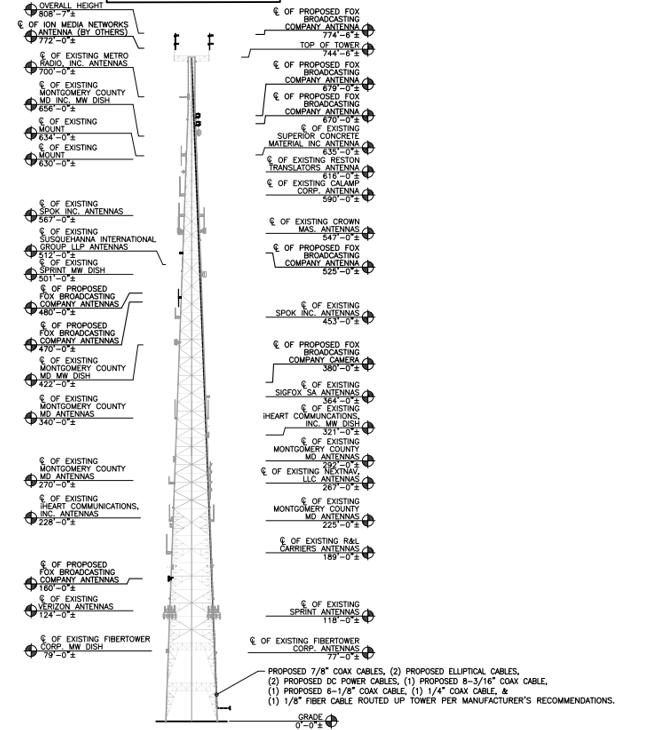 OVERALL HEIGHT
808'-7"±
℄ OF ION MEDIA NETWORKS
ANTENNA (BY OTHERS)
772'-0"±
℄ OF EXISTING METRO
RADIO, INC. ANTENNAS
700'-0"±
℄ OF EXISTING
MONTGOMERY COUNTY
MD INC. MW DISH
656'-0"±
℄ OF EXISTING
MOUNT
634'-0"±
℄ OF EXISTING
MOUNT
630'-0"±
℄ OF EXISTING
SPOK INC. ANTENNAS
567'-0"±
℄ OF EXISTING
SUSQUEHANNA INTERNATIONAL
GROUP LLP ANTENNAS
512'-0"±
℄ OF EXISTING
SPRINT MW DISH
501'-0"±
℄ OF PROPOSED
FOX BROADCASTING
COMPANY ANTENNAS
480'-0"±
℄ OF PROPOSED
FOX BROADCASTING
COMPANY ANTENNAS
470'-0"±
℄ OF EXISTING
MONTGOMERY COUNTY
MD MW DISH
422'-0"±
℄ OF EXISTING
MONTGOMERY COUNTY
MD ANTENNAS
340'-0"±
℄ OF EXISTING
MONTGOMERY COUNTY
MD ANTENNAS
270'-0"±
℄ OF EXISTING
iHEART COMMUNICATIONS,
INC. ANTENNAS
228'-0"±
℄ OF PROPOSED
FOX BROADCASTING
COMPANY ANTENNAS
160'-0"±
℄ OF EXISTING
VERIZON ANTENNAS
124'-0"±
℄ OF EXISTING FIBERTOWER
CORP. MW DISH
79'-0"±
℄ OF PROPOSED FOX
BROADCASTING
COMPANY ANTENNA
774'-6"±
TOP OF TOWER
744'-6"±
℄ OF PROPOSED FOX
BROADCASTING
COMPANY ANTENNA
679'-0"±
℄ OF PROPOSED FOX
BROADCASTING
COMPANY ANTENNA
670'-0"±
℄ OF EXISTING
SUPERIOR CONCRETE
MATERIAL INC ANTENNA
635'-0"±
℄ OF EXISTING RESTON
TRANSLATORS ANTENNA
616'-0"±
℄ OF EXISTING CALAMP
CORP. ANTENNA
590'-0"±
℄ OF EXISTING CROWN
MAS. ANTENNAS
547'-0"±
℄ OF PROPOSED FOX
BROADCASTING
COMPANY ANTENNA
525'-0"±
℄ OF EXISTING
SPOK INC. ANTENNAS
453'-0"±
℄ OF PROPOSED FOX
BROADCASTING
COMPANY CAMERA
380'-0"±
℄ OF EXISTING
SIGFOX SA ANTENNAS
364'-0"±
℄ OF EXISTING
iHEART COMMUNCATIONS,
INC. MW DISH
321'-0"±
℄ OF EXISTING
MONTGOMERY COUNTY
MD ANTENNAS
292'-0"±
℄ OF EXISTING NEXTNAV,
LLC ANTENNAS
267'-0"±
℄ OF EXISTING
MONTGOMERY COUNTY
MD ANTENNAS
225'-0"±
℄ OF EXISTING R&L
CARRIERS ANTENNAS
189'-0"±
℄ OF EXISTING
SPRINT ANTENNAS
118'-0"±
℄ OF EXISTING FIBERTOWER
CORP. ANTENNAS
77'-0"±
PROPOSED 7/8" COAX CABLES, (2) PROPOSED ELLIPTICAL CABLES,
(2) PROPOSED DC POWER CABLES, (1) PROPOSED 8-3/16" COAX CABLE,
(1) PROPOSED 6-1/8" COAX CABLE, (1) 1/4" COAX CABLE, &
(1) 1/8" FIBER CABLE ROUTED UP TOWER PER MANUFACTURER'S RECOMMENDATIONS.
GRADE
0'-0"±